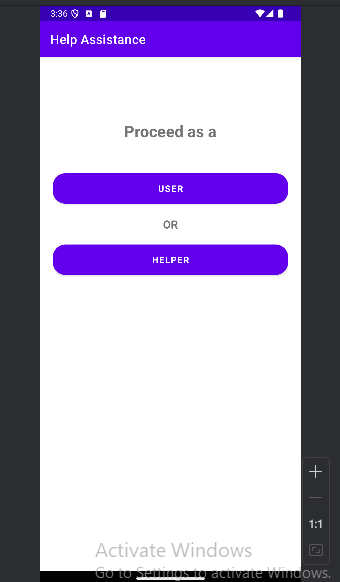 3:36
Help Assistance
Proceed as a
USER
OR
HELPER
1:1
Activate Windows
Go to Settings to activate Windows.